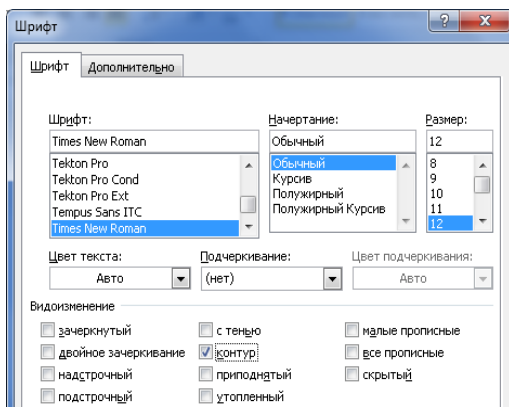 Шрифт
Шрифт Дополнительно
Шрифт: Начертание: Размер:
Times New Roman Обычный 12
Tekton Pro Обычный 8
Tekton Pro Cond Курсив 9
Tekton Pro Ext Полужирный 10
Tempus Sans ITC Полужирный Курсив 11
Times New Roman 12
Цвет текста: Подчеркивание: Цвет подчеркивания:
Авто (нет) Авто
Видоизменение
зачеркнутый с тенью малые прописные
двойное зачеркивание контур все прописные
надстрочный приподнятый скрытый
подстрочный утопленный